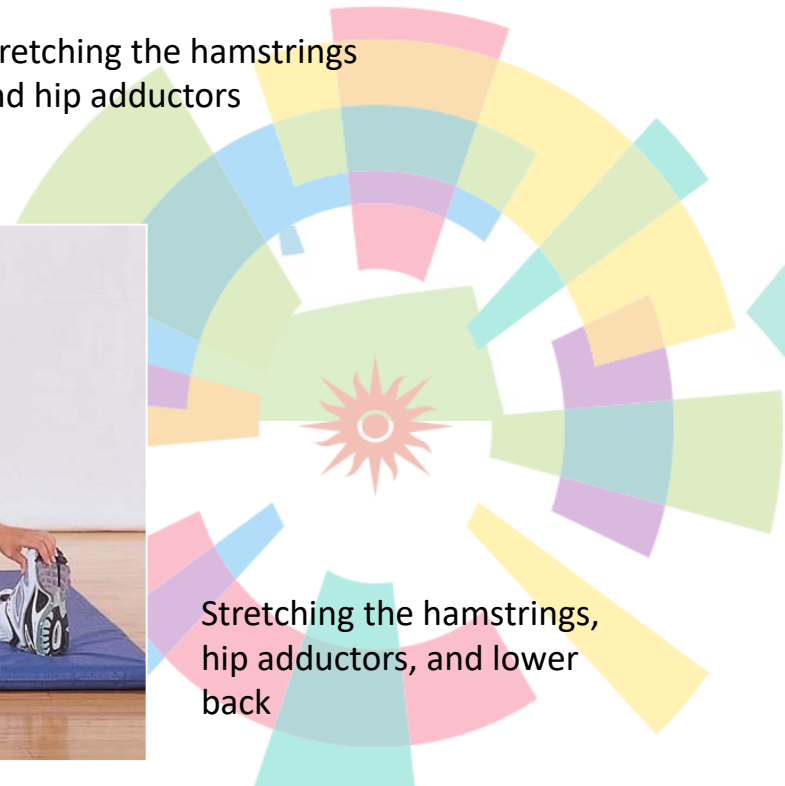 retching the hamstrings
nd hip adductors
Stretching the hamstrings,
hip adductors, and lower
back